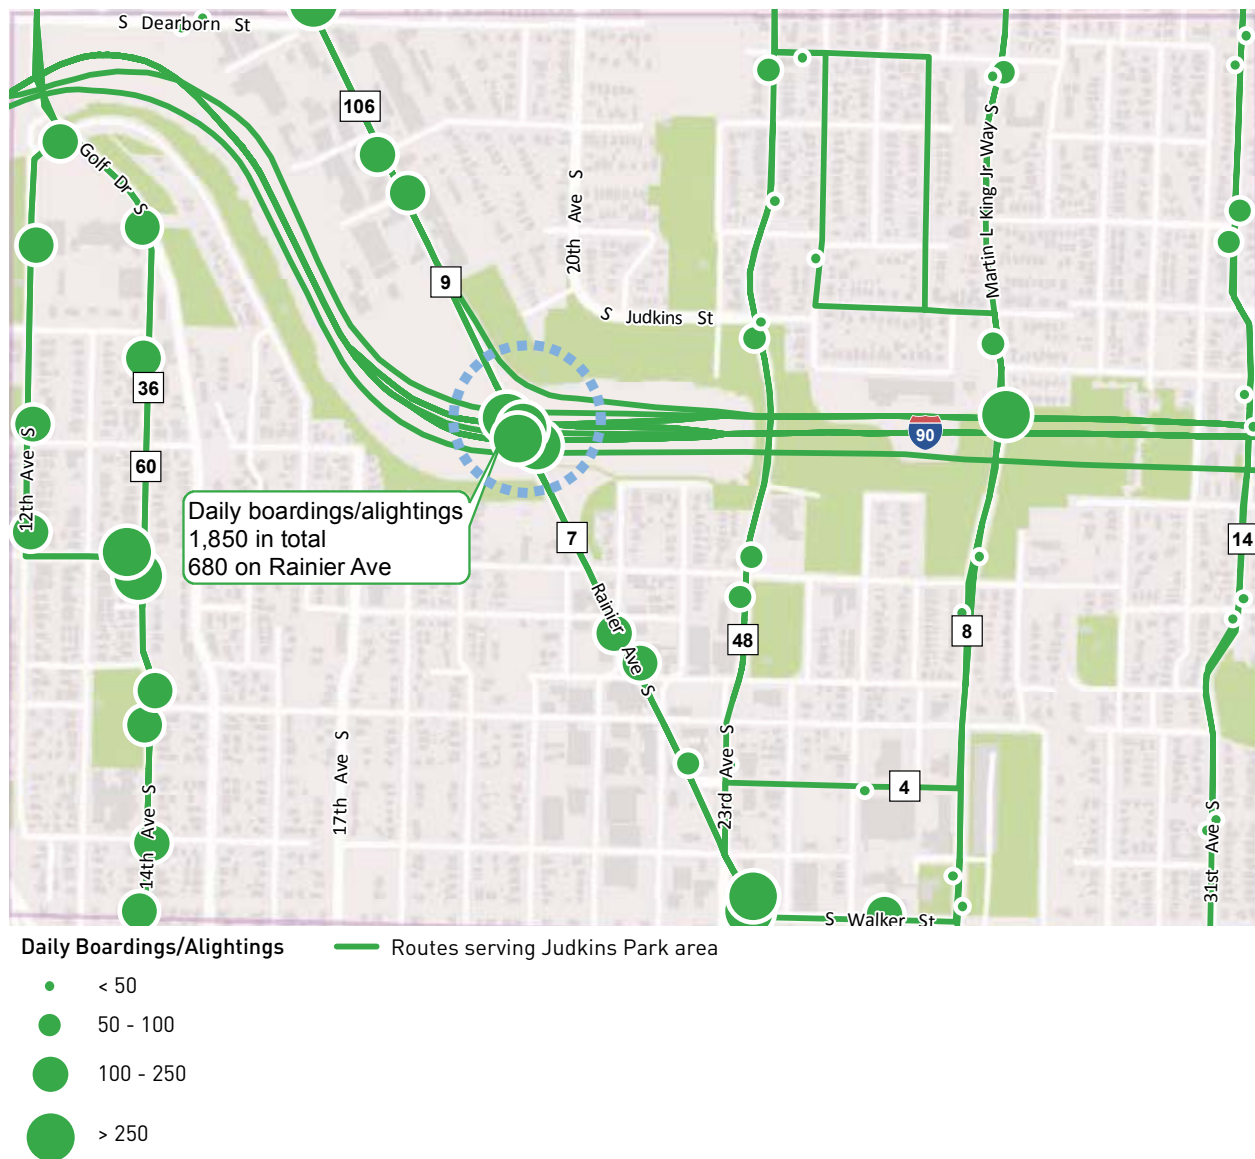 S Dearborn St
106
Golf Dr S
20th Ave S
Martin L King Jr Way S
9
S Judkins St
36
12th Ave S
60
90
Daily boardings/alightings
1,850 in total
680 on Rainier Ave
7
14
Rainier Ave S
48
8
17th Ave S
23rd Ave S
4
14th Ave S
31st Ave S
S Walker St
Daily Boardings/Alightings
Routes serving Judkins Park area
< 50
50 - 100
100 - 250
> 250